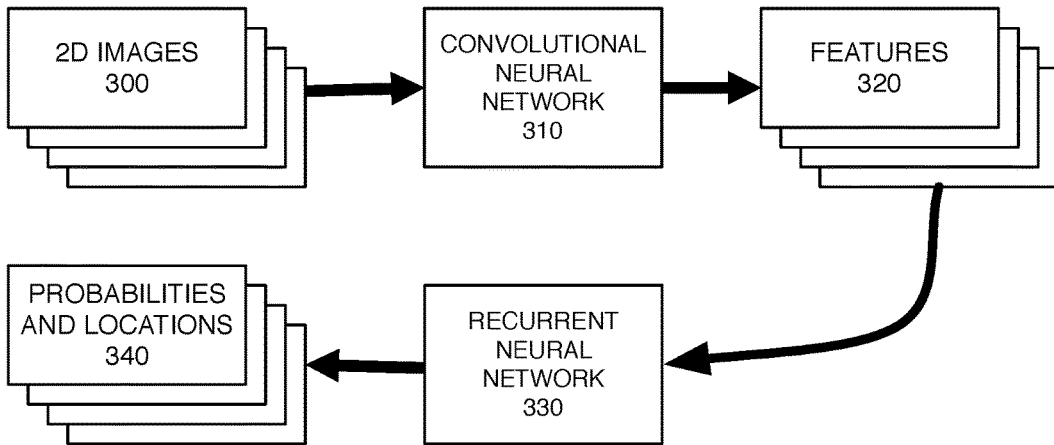 2D IMAGES
300
CONVOLUTIONAL
NEURAL
NETWORK
310
FEATURES
320
PROBABILITIES
AND LOCATIONS
340
RECURRENT
NEURAL
NETWORK
330